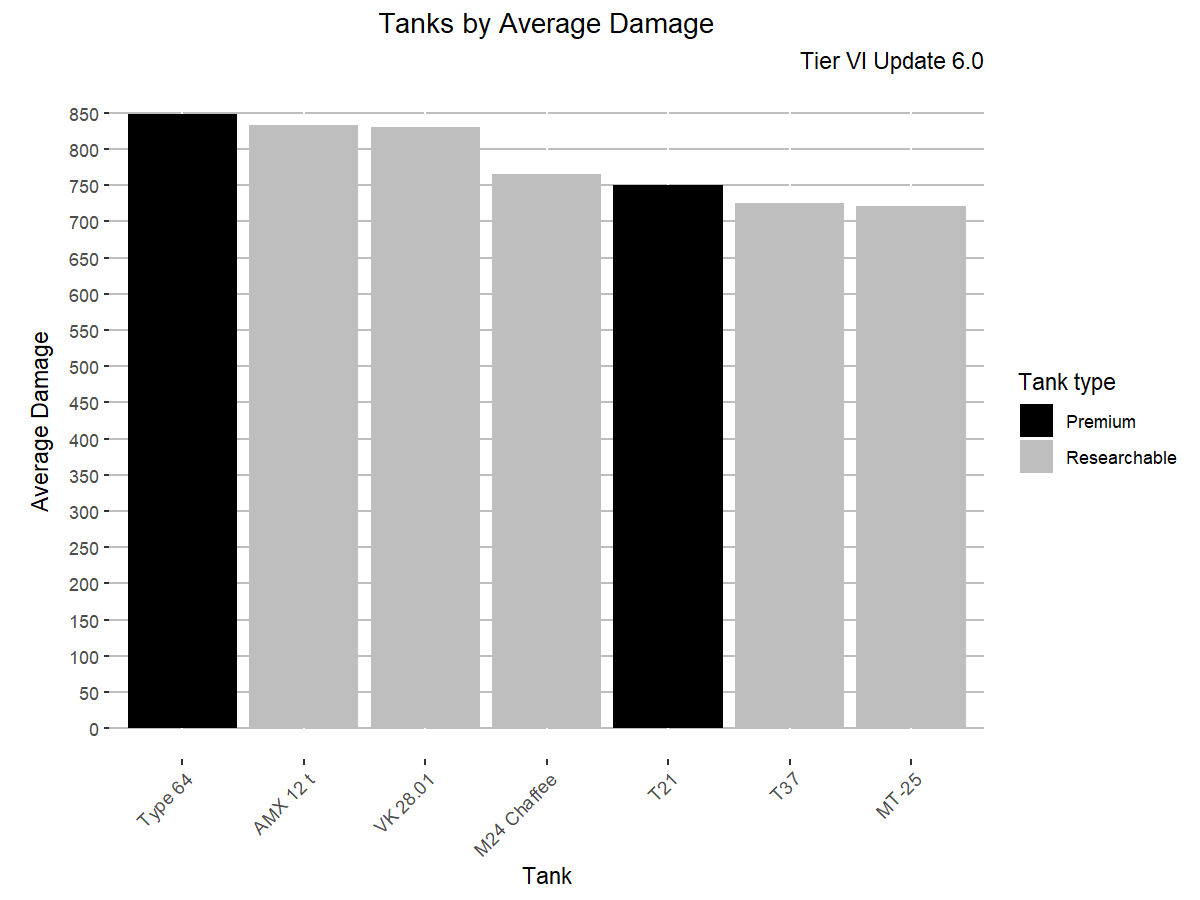 Tanks by Average Damage
Tier VI Update 6.0
Average Damage
850
800
750
700
650
600
550
500
450
400
350
300
250
200
150
100
50
0
Type 64
AMX 12 t
VK 28.01
M24 Chaffee
T21
T37
MT-25
Tank
Tank type
Premium
Researchable